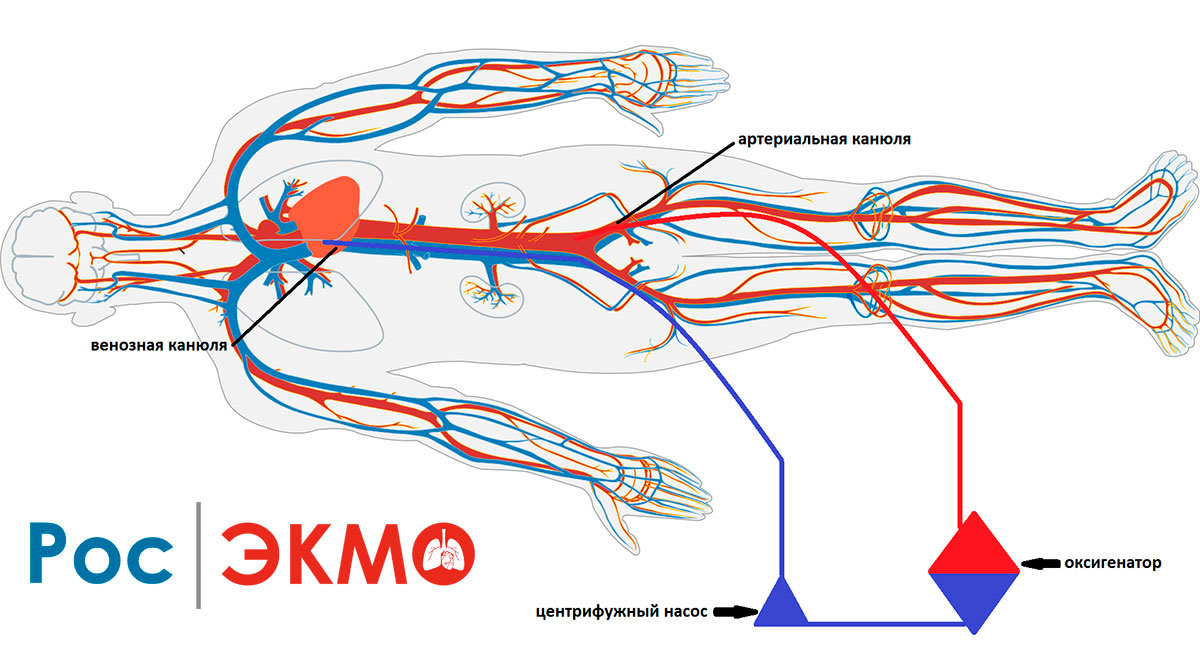 артериальная канюля
венозная канюля
Рос ЭКМО
оксигенатор
центрифужный насос